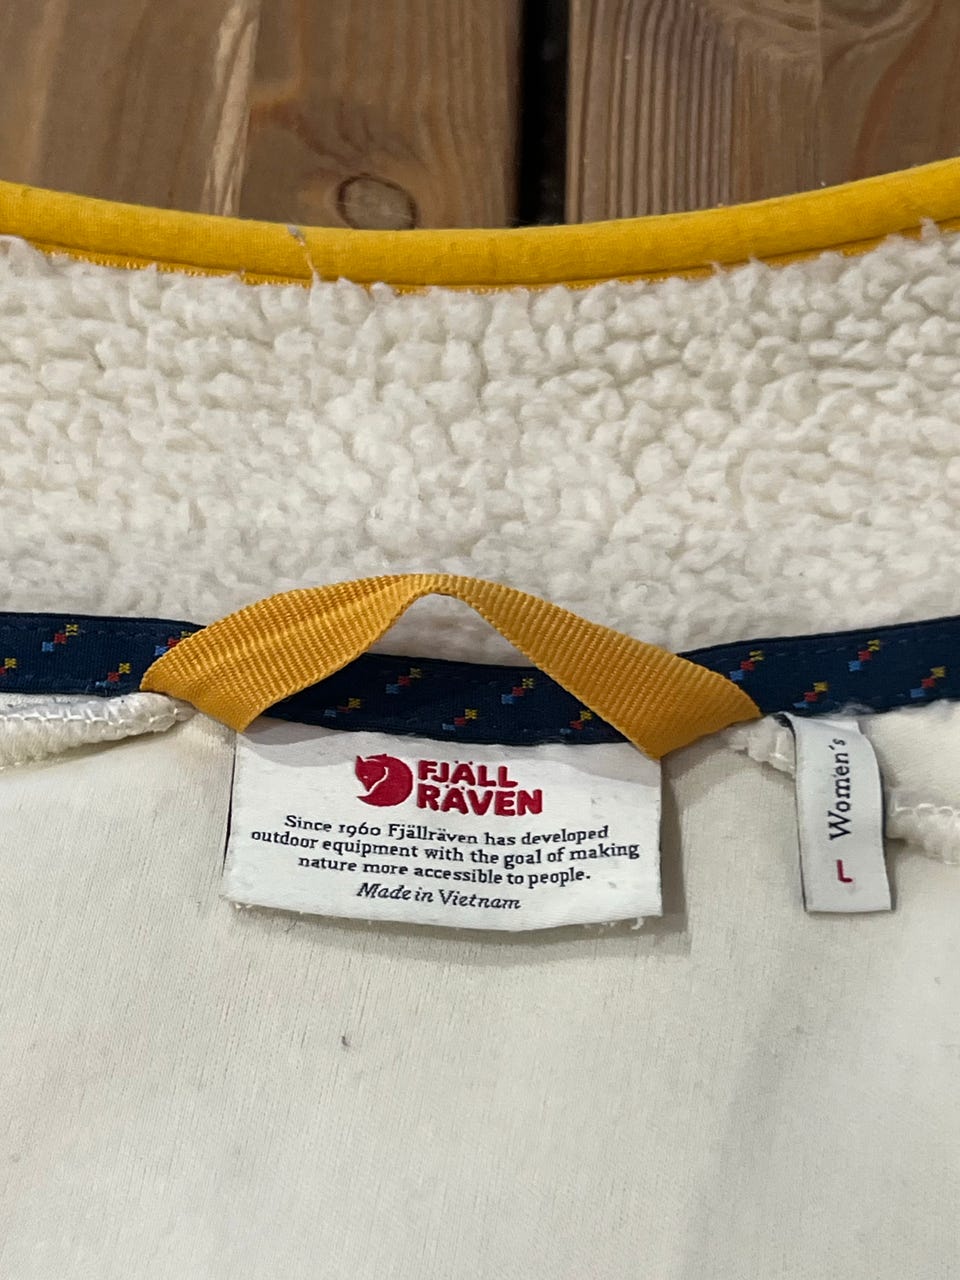 FJÄLL
RÄVEN
Since 1960 Fjällräven has developed
outdoor equipment with the goal of making
nature more accessible to people.
Made in Vietnam
Women's
L